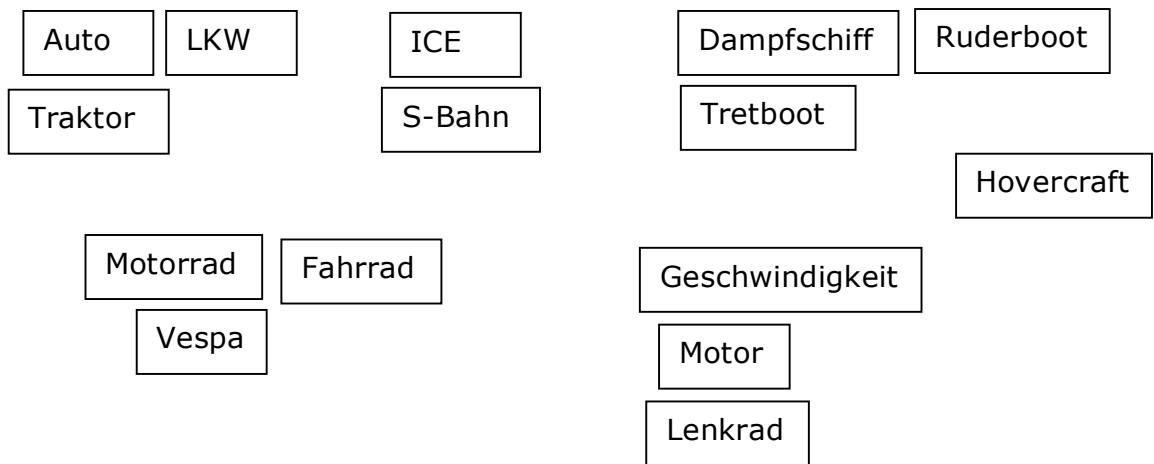 Auto
LKW
Traktor
ICE
S-Bahn
Dampfschiff
Ruderboot
Tretboot
Hovercraft
Motorrad
Fahrrad
Vespa
Geschwindigkeit
Motor
Lenkrad